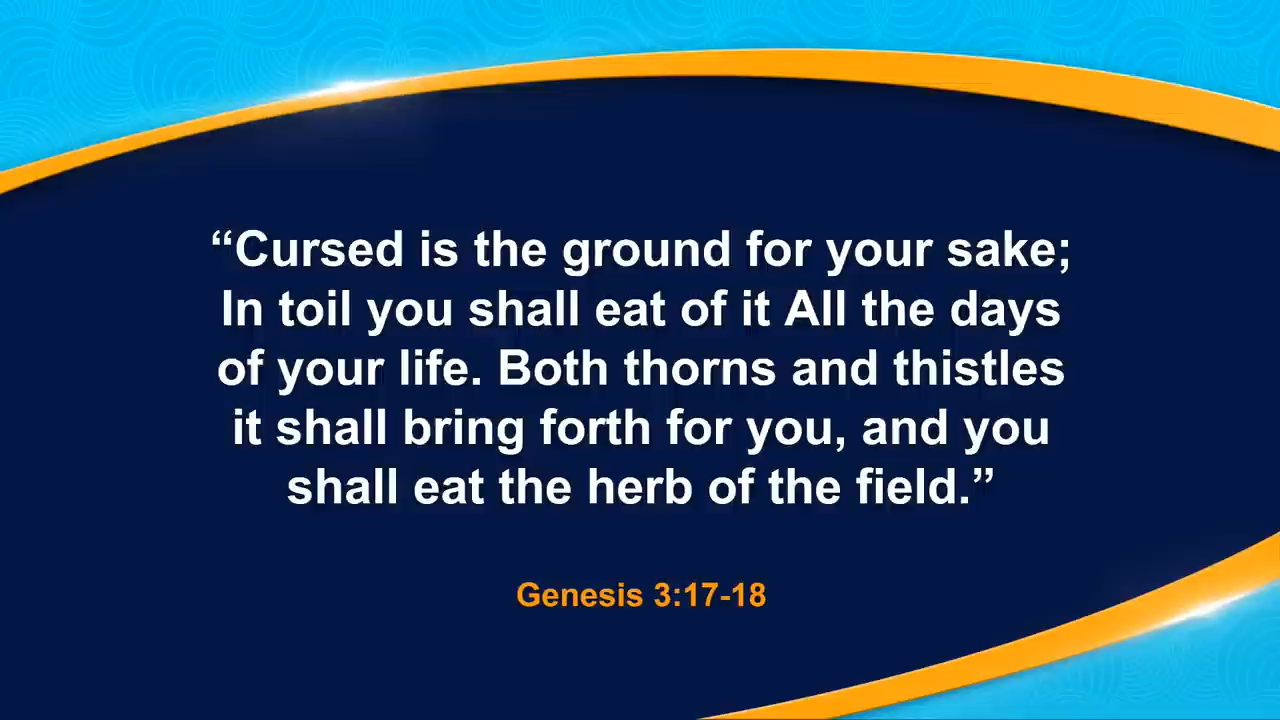 “Cursed is the ground for your sake;
In toil you shall eat of it All the days
of your life. Both thorns and thistles
it shall bring forth for you, and you
shall eat the herb of the field.”
Genesis 3:17-18